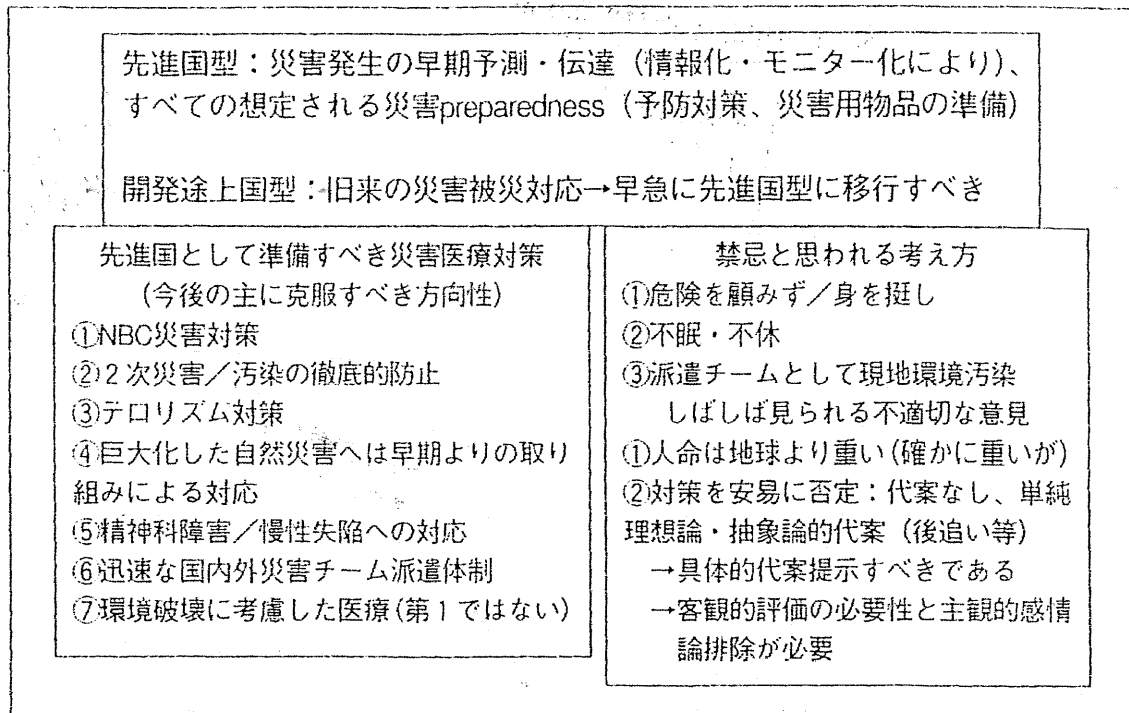 先進国型：災害発生の早期予測・伝達（情報化・モニター化により）、
すべての想定される災害preparedness（予防対策、災害用物品の準備）
開発途上国型：旧来の災害被災対応→早急に先進国型に移行すべき
先進国として準備すべき災害医療対策
(今後の主に克服すべき方向性)
①NBC災害対策
②２次災害／汚染の徹底的防止
③テロリズム対策
④巨大化した自然災害へは早期よりの取り
組みによる対応
⑤精神科障害／慢性失陥への対応
⑥迅速な国内外災害チーム派遣体制
⑦環境破壊に考慮した医療(第１ではない)
禁忌と思われる考え方
①危険を顧みず／身を挺し
②不眠・不休
③派遣チームとして現地環境汚染
しばしば見られる不適切な意見
①人命は地球より重い(確かに重いが)
②対策を安易に否定：代案なし、単純
理想論・抽象論的代案（後追い等）
→具体的代案提示すべきである
→客観的評価の必要性と主観的感情
論排除が必要